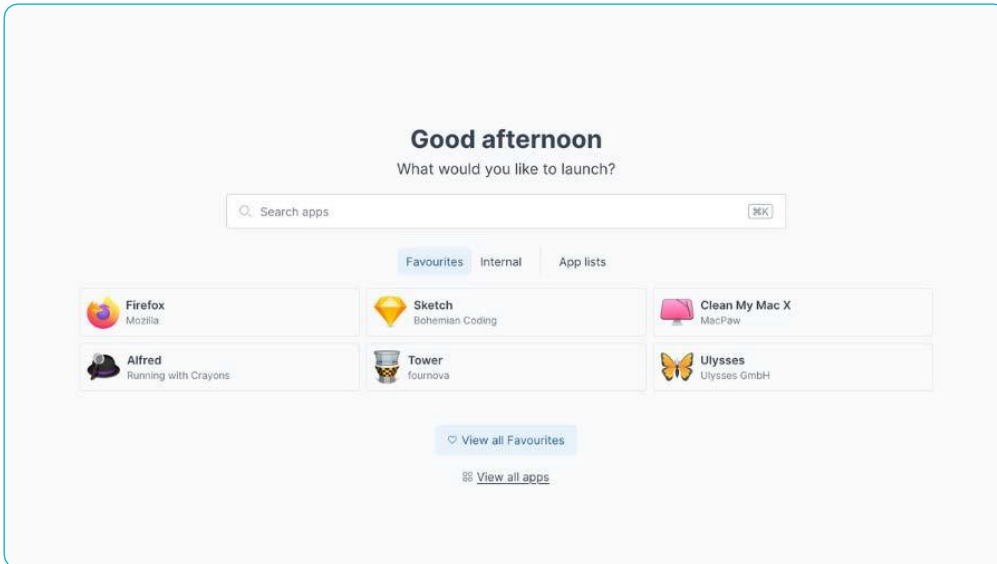 Good afternoon
What would you like to launch?
Search apps ⌘K
Favourites Internal App lists
Firefox
Mozilla
Sketch
Bohemian Coding
Clean My Mac X
MacPaw
Alfred
Running with Crayons
Tower
fournova
Ulysses
Ulysses GmbH
View all Favourites
View all apps